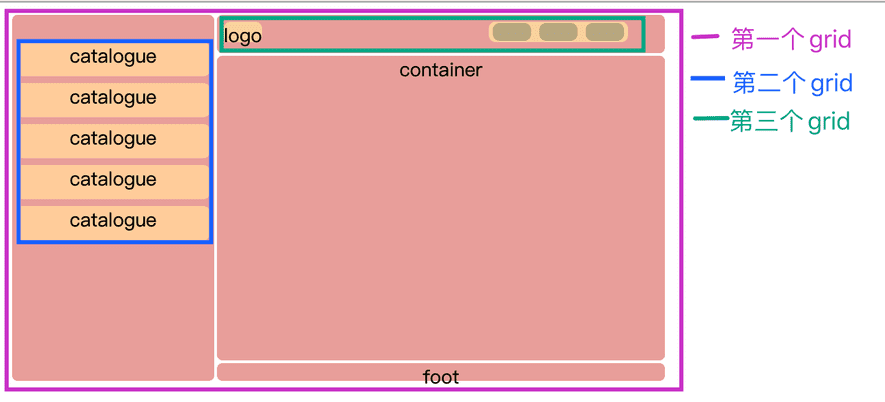 catalogue
catalogue
catalogue
catalogue
catalogue
logo
container
foot
第一个 grid
第二个 grid
第三个 grid